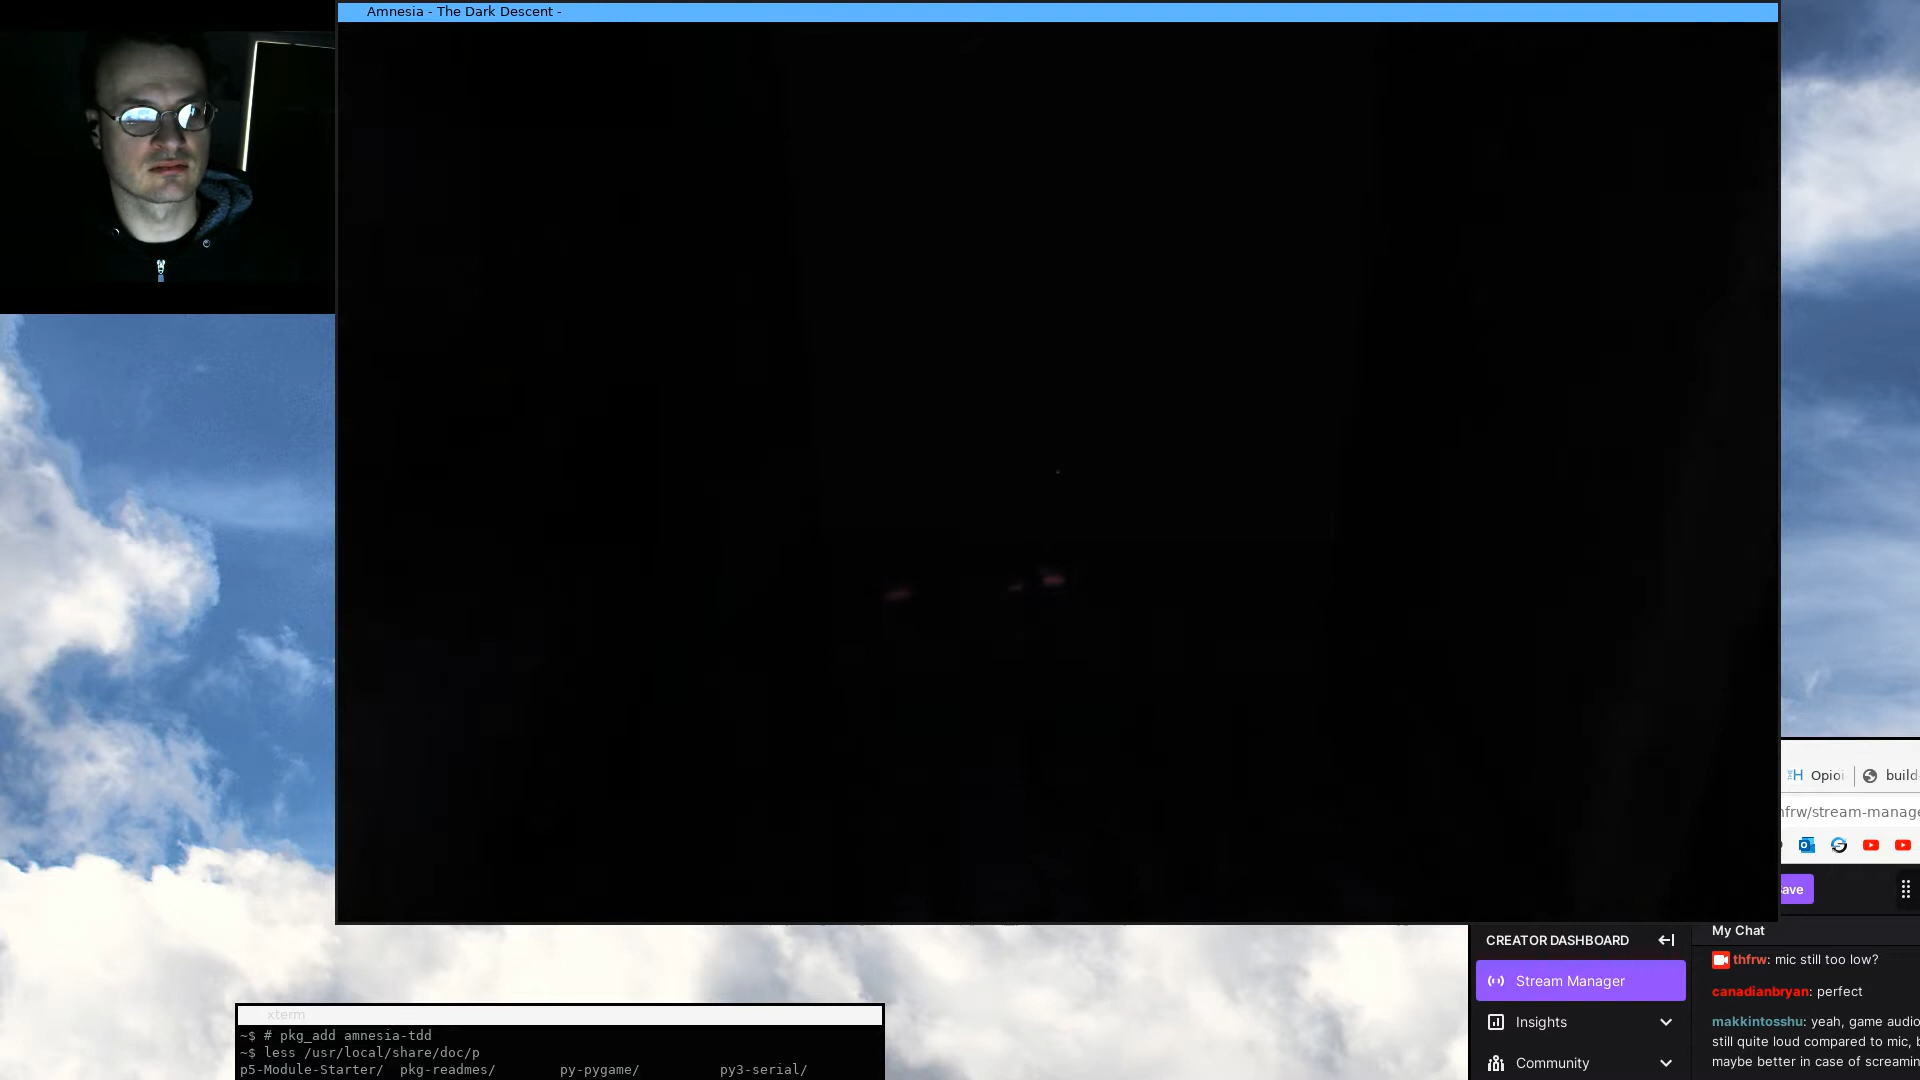 Amnesia - The Dark Descent -
Opioi
build
nfrw/stream-manage
ave
CREATOR DASHBOARD
My Chat
Stream Manager
thfrw: mic still too low?
canadianbryan: perfect
Insights
makkintosshu: yeah, game audio
still quite loud compared to mic, b
maybe better in case of screamin
Community
xterm
~$ # pkg_add amnesia-tdd
~$ less /usr/local/share/doc/p
p5-Module-Starter/ pkg-readmes/ py-pygame/ py3-serial/